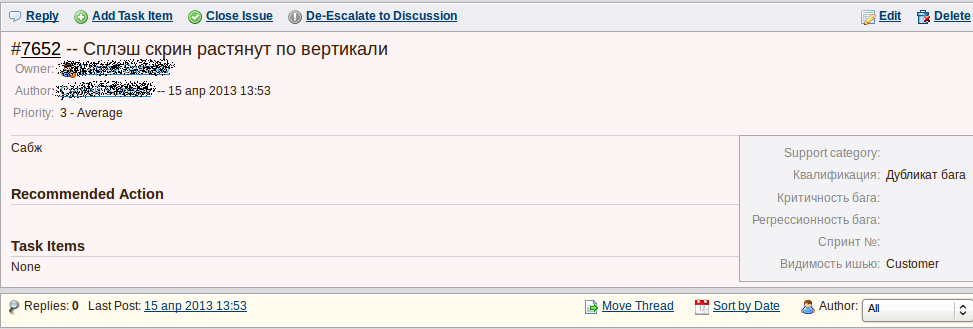 Reply Add Task Item Close Issue De-Escalate to Discussion Edit Delete
#7652 -- Сплэш скрин растянут по вертикали
Owner:
Author: -- 15 апр 2013 13:53
Priority: 3 - Average
Сабж
Recommended Action
Task Items
None
Support category:
Квалификация: Дубликат бага
Критичность бага:
Регрессионность бага:
Спринт №:
Видимость ишью: Customer
Replies: 0 Last Post: 15 апр 2013 13:53 Move Thread Sort by Date Author: All